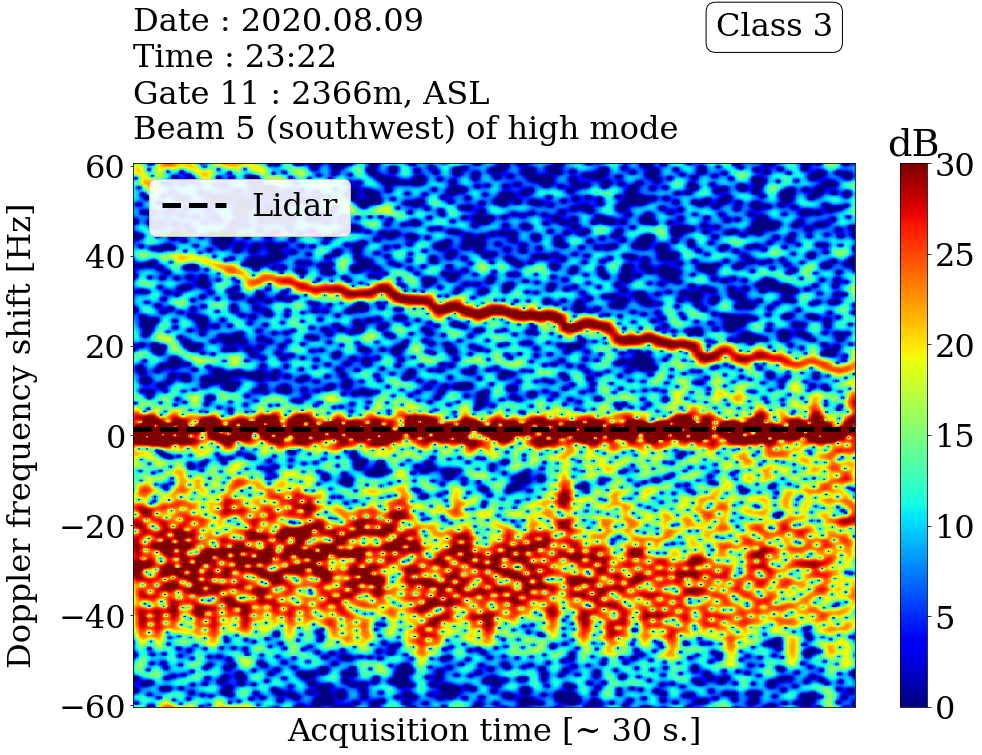 Date : 2020.08.09
Time : 23:22
Gate 11 : 2366m, ASL
Beam 5 (southwest) of high mode
Class 3
dB
Lidar
Doppler frequency shift [Hz]
60
40
20
0
−20
−40
−60
30
25
20
15
10
5
0
Acquisition time [~ 30 s.]